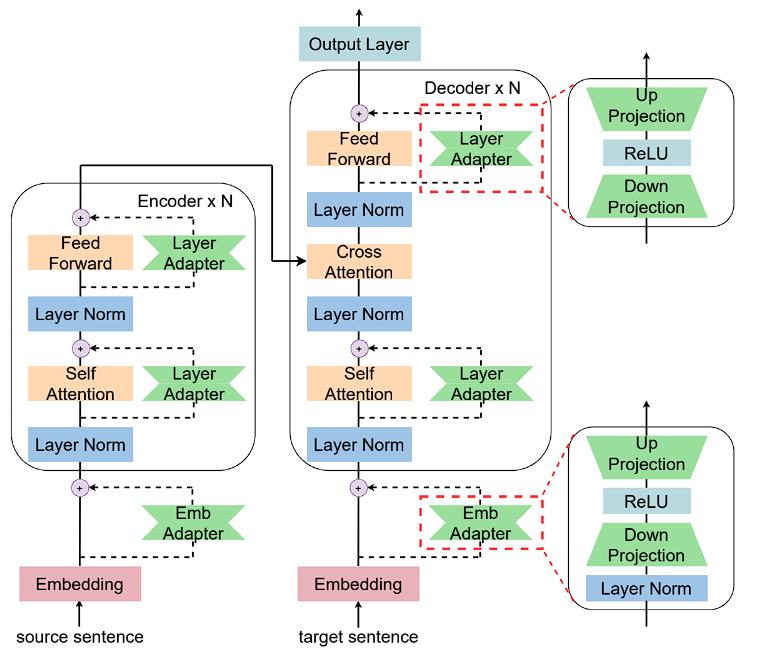 Output Layer
Decoder x N
Feed
Forward
Layer
Adapter
Layer Norm
Cross
Attention
Layer Norm
Self
Attention
Layer
Adapter
Layer Norm
Emb
Adapter
Embedding
target sentence
Encoder x N
Feed
Forward
Layer
Adapter
Layer Norm
Self
Attention
Layer
Adapter
Layer Norm
Emb
Adapter
Embedding
source sentence
Up
Projection
ReLU
Down
Projection
Up
Projection
ReLU
Down
Projection
Layer Norm